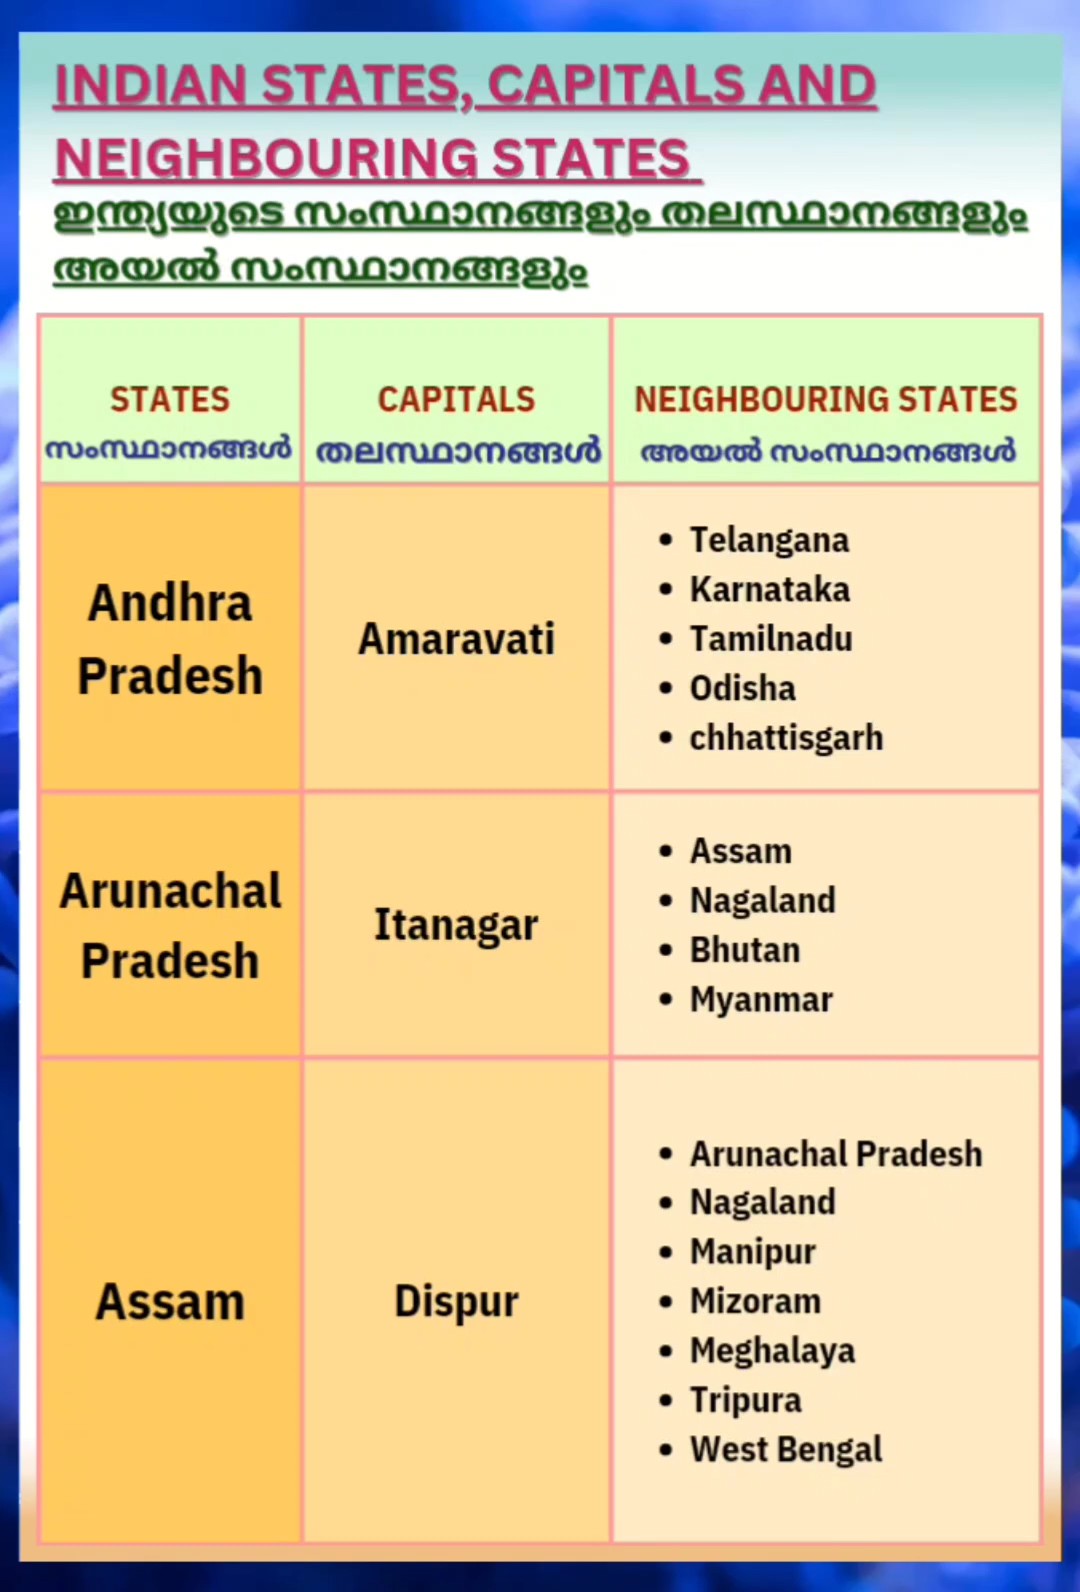 INDIAN STATES, CAPITALS AND
NEIGHBOURING STATES
ഇന്ത്യയുടെ സംസ്ഥാനങ്ങളും തലസ്ഥാനങ്ങളും
അയൽ സംസ്ഥാനങ്ങളും
STATES
സംസ്ഥാനങ്ങൾ
CAPITALS
തലസ്ഥാനങ്ങൾ
NEIGHBOURING STATES
അയൽ സംസ്ഥാനങ്ങൾ
Andhra
Pradesh
Amaravati
• Telangana
• Karnataka
• Tamilnadu
• Odisha
• chhattisgarh
Arunachal
Pradesh
Itanagar
• Assam
• Nagaland
• Bhutan
• Myanmar
Assam
Dispur
• Arunachal Pradesh
• Nagaland
• Manipur
• Mizoram
• Meghalaya
• Tripura
• West Bengal